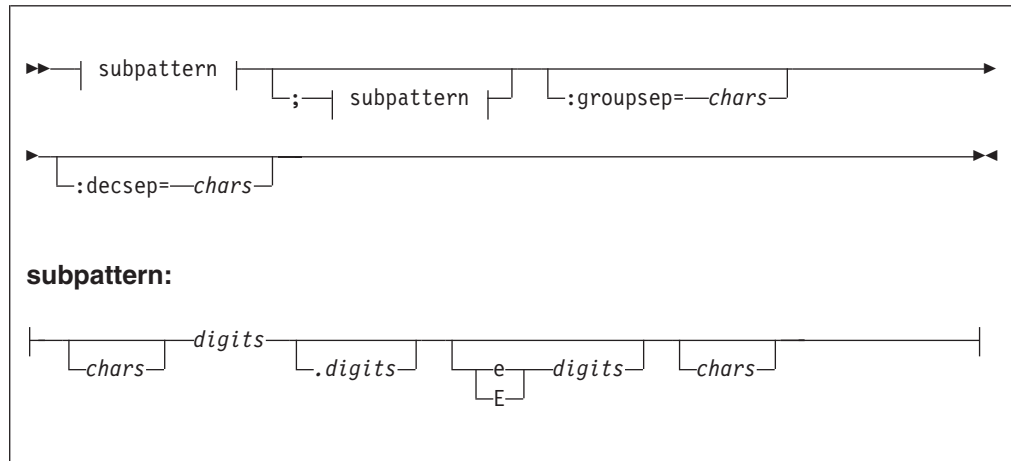 subpattern
; subpattern :groupsep= chars
:decsep= chars
subpattern:
chars digits .digits e digits chars
E